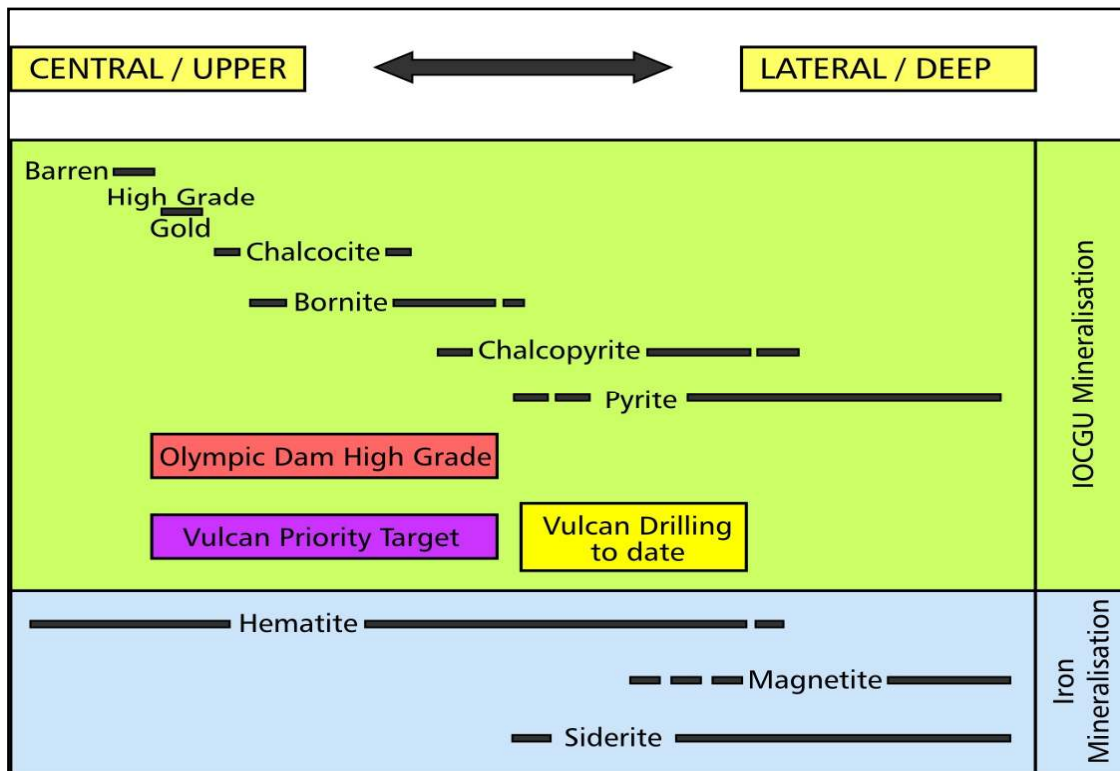 CENTRAL / UPPER
LATERAL / DEEP
Barren
High Grade
Gold
Chalcocite
Bornite
Chalcopyrite
Pyrite
Olympic Dam High Grade
Vulcan Priority Target
Vulcan Drilling
to date
IOCGU Mineralisation
Hematite
Magnetite
Siderite
Iron
Mineralisation